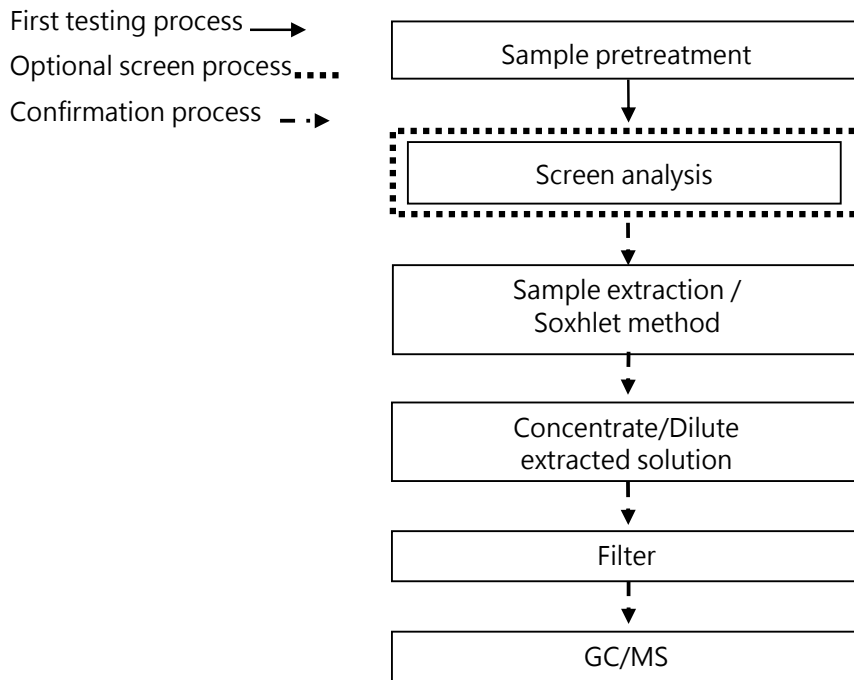 First testing process
Optional screen process
Confirmation process
Sample pretreatment
Screen analysis
Sample extraction /
Soxhlet method
Concentrate/Dilute
extracted solution
Filter
GC/MS